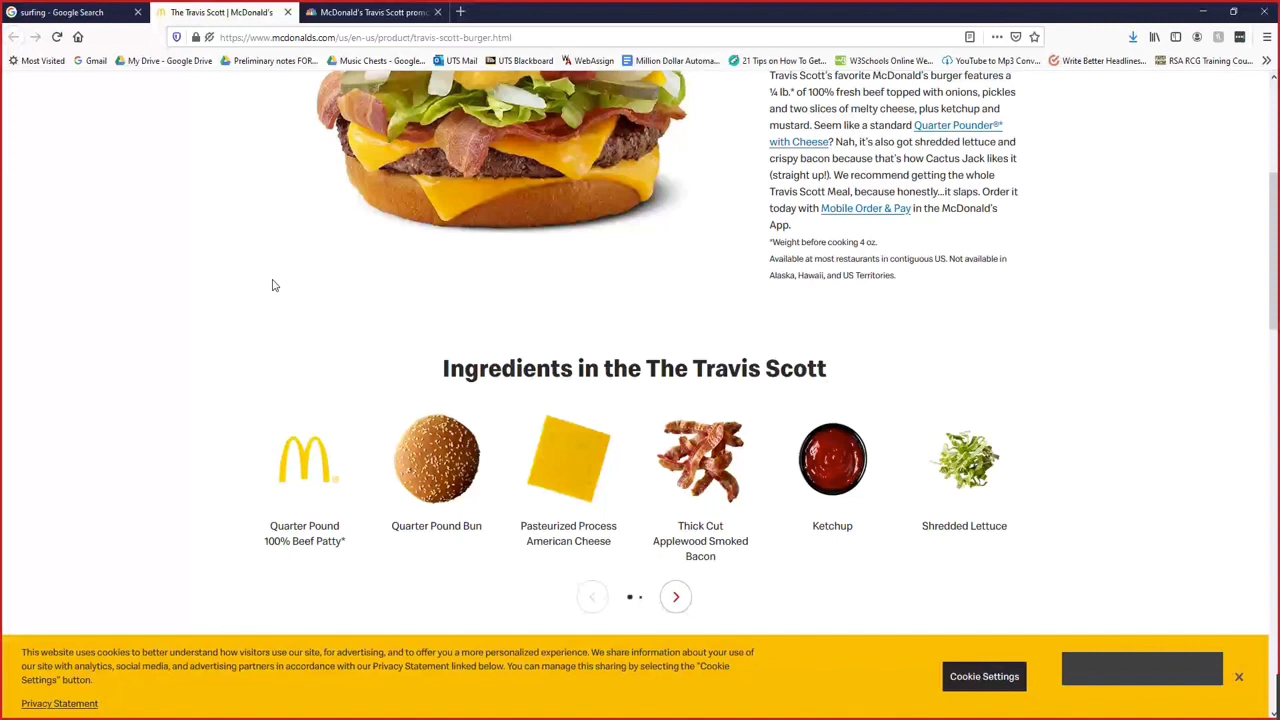 surfing - Google Search
The Travis Scott | McDonald's
McDonald's Travis Scott promo
https://www.mcdonalds.com/us/en-us/product/travis-scott-burger.html
Most Visited
Gmail
My Drive - Google Drive
Preliminary notes FOR...
Music Chests - Google...
UTS Mail
UTS Blackboard
WebAssign
Million Dollar Automa...
21 Tips on How To Get...
W3Schools Online We...
YouTube to Mp3 Conv...
Write Better Headlines...
RSA RCG Training Cour...
Travis Scott's favorite McDonald's burger features a
¼ lb.* of 100% fresh beef topped with onions, pickles
and two slices of melty cheese, plus ketchup and
mustard. Seem like a standard Quarter Pounder®*
with Cheese? Nah, it's also got shredded lettuce and
crispy bacon because that's how Cactus Jack likes it
(straight up!). We recommend getting the whole
Travis Scott Meal, because honestly...it slaps. Order it
today with Mobile Order & Pay in the McDonald's
App.
*Weight before cooking 4 oz.
Available at most restaurants in contiguous US. Not available in
Alaska, Hawaii, and US Territories.
Ingredients in the The Travis Scott
Quarter Pound
100% Beef Patty*
Quarter Pound Bun
Pasteurized Process
American Cheese
Thick Cut
Applewood Smoked
Bacon
Ketchup
Shredded Lettuce
This website uses cookies to better understand how visitors use our site, for advertising, and to offer you a more personalized experience. We share information about your use of
our site with analytics, social media, and advertising partners in accordance with our Privacy Statement linked below. You can manage this sharing by selecting the "Cookie
Settings" button.
Privacy Statement
Cookie Settings